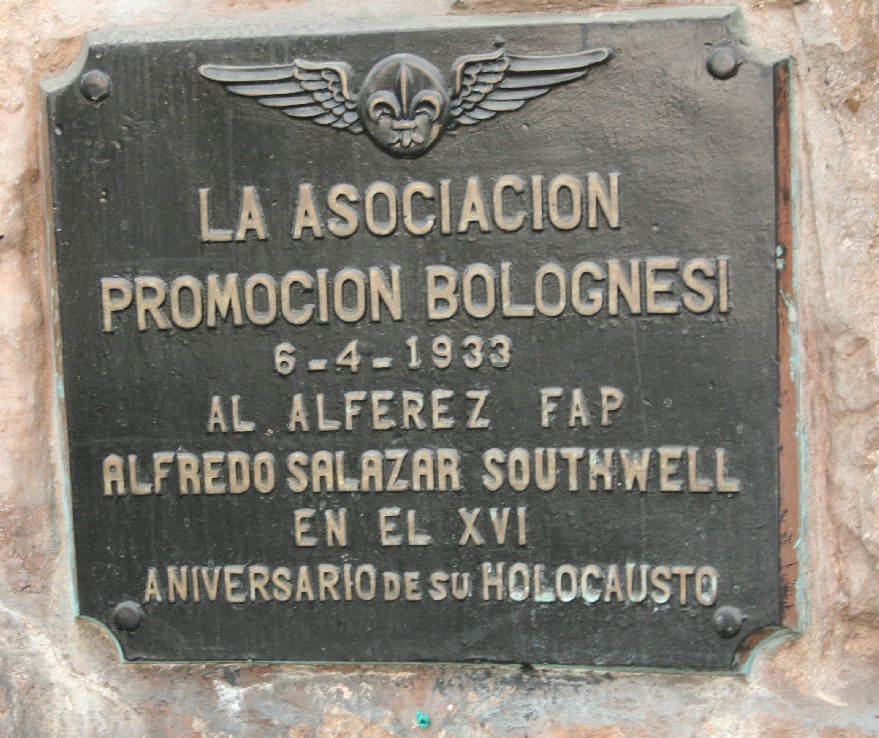 LA ASOCIACION
PROMOCION BOLOGNESI
6-4-1933
AL ALFEREZ FAP
ALFREDO SALAZAR SOUTHWELL
EN EL XVI
ANIVERSARIO DE SU HOLOCAUSTO